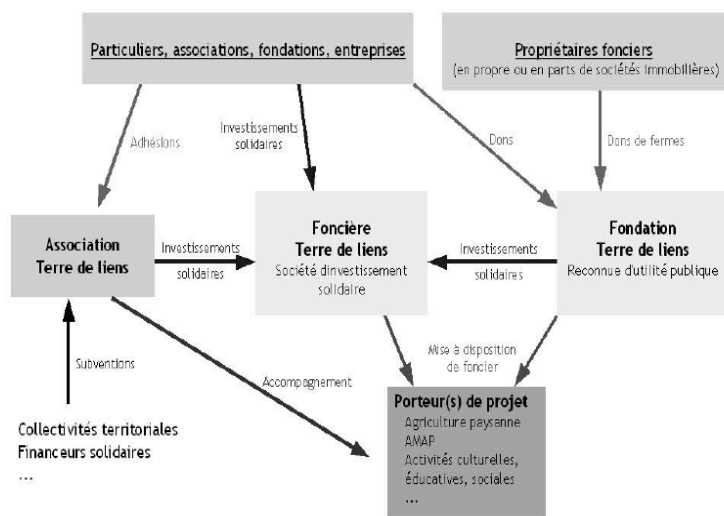 Particuliers, associations, fondations, entreprises
Propriétaires fonciers
(en propre ou en parts de sociétés immobilières)
Adhésions
Investissements
solidaires
Dons
Dons de fermes
Association
Terre de liens
Investissements
solidaires
Foncière
Terre de liens
Société dinvestissement
solidaire
Investissements
solidaires
Fondation
Terre de liens
Reconnue d'utilité publique
Subventions
Accompagnement
Mise à disposition
de foncier
Collectivités territoriales
Financeurs solidaires
...
Porteur(s) de projet
Agriculture paysanne
AMAP
Activités culturelles,
éducatives, sociales
...